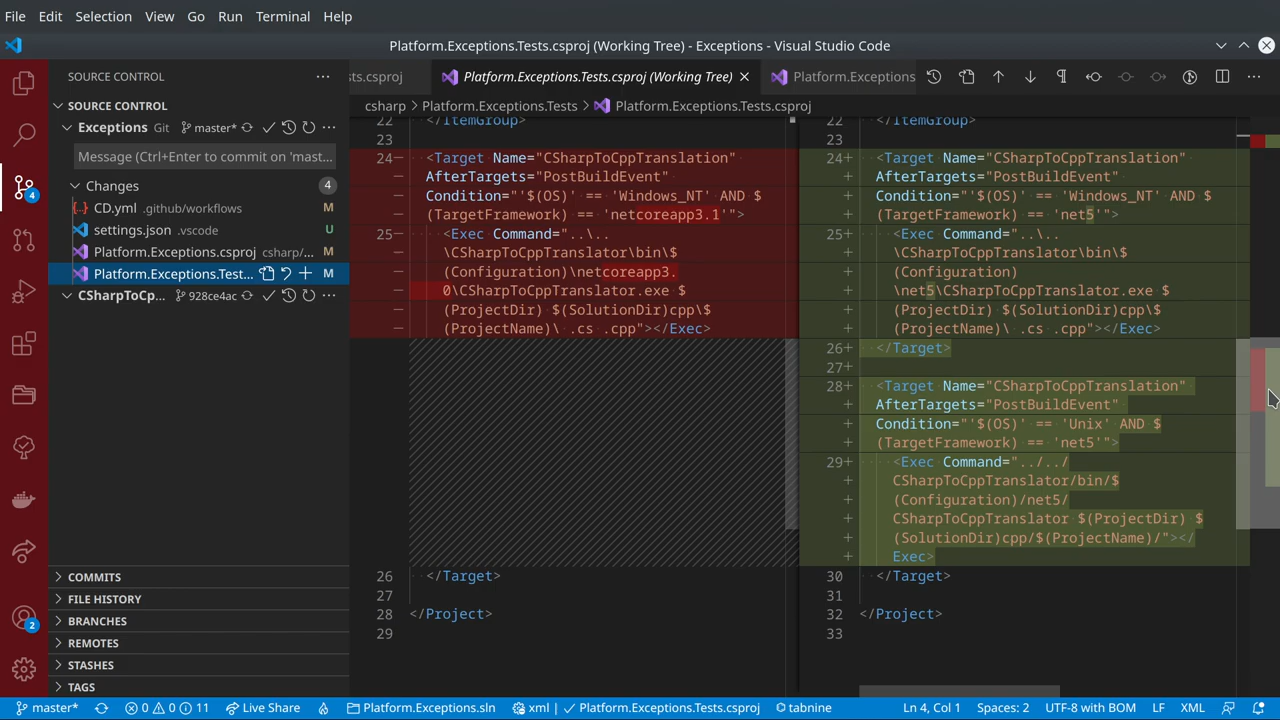 File Edit Selection View Go Run Terminal Help
Platform.Exceptions.Tests.csproj (Working Tree) - Exceptions - Visual Studio Code
SOURCE CONTROL
SOURCE CONTROL
Exceptions Git master*
Message (Ctrl+Enter to commit on 'mast...
Changes 4
CD.yml .github/workflows M
settings.json .vscode U
Platform.Exceptions.csproj csharp/... M
Platform.Exceptions.Test... M
CSharpToCp... 928ce4ac
COMMITS
FILE HISTORY
BRANCHES
REMOTES
STASHES
TAGS
4
2
sts.csproj Platform.Exceptions.Tests.csproj (Working Tree) Platform.Exceptions
csharp > Platform.Exceptions.Tests > Platform.Exceptions.Tests.csproj
22 </ItemGroup>
23
24− <Target Name="CSharpToCppTranslation"
− AfterTargets="PostBuildEvent"
− Condition="'$(OS)' == 'Windows_NT' AND $
− (TargetFramework) == 'netcoreapp3.1'">
25− <Exec Command="..\..
− \CSharpToCppTranslator\bin\$
− (Configuration)\netcoreapp3.
− 0\CSharpToCppTranslator.exe $
− (ProjectDir) $(SolutionDir)cpp\$
− (ProjectName)\ .cs .cpp"></Exec>
26 </Target>
27
28 </Project>
29
22 </ItemGroup>
23
24+ <Target Name="CSharpToCppTranslation"
+ AfterTargets="PostBuildEvent"
+ Condition="'$(OS)' == 'Windows_NT' AND $
+ (TargetFramework) == 'net5'">
25+ <Exec Command="..\..
+ \CSharpToCppTranslator\bin\$
+ (Configuration)
+ \net5\CSharpToCppTranslator.exe $
+ (ProjectDir) $(SolutionDir)cpp\$
+ (ProjectName)\ .cs .cpp"></Exec>
26+ </Target>
27+
28+ <Target Name="CSharpToCppTranslation"
+ AfterTargets="PostBuildEvent"
+ Condition="'$(OS)' == 'Unix' AND $
+ (TargetFramework) == 'net5'">
29+ <Exec Command="../../
+ CSharpToCppTranslator/bin/$
+ (Configuration)/net5/
+ CSharpToCppTranslator $(ProjectDir) $
+ (SolutionDir)cpp/$(ProjectName)/"></
+ Exec>
30 </Target>
31
32 </Project>
33
master* 0 0 11 Live Share Platform.Exceptions.sln xml Platform.Exceptions.Tests.csproj tabnine Ln 4, Col 1 Spaces: 2 UTF-8 with BOM LF XML